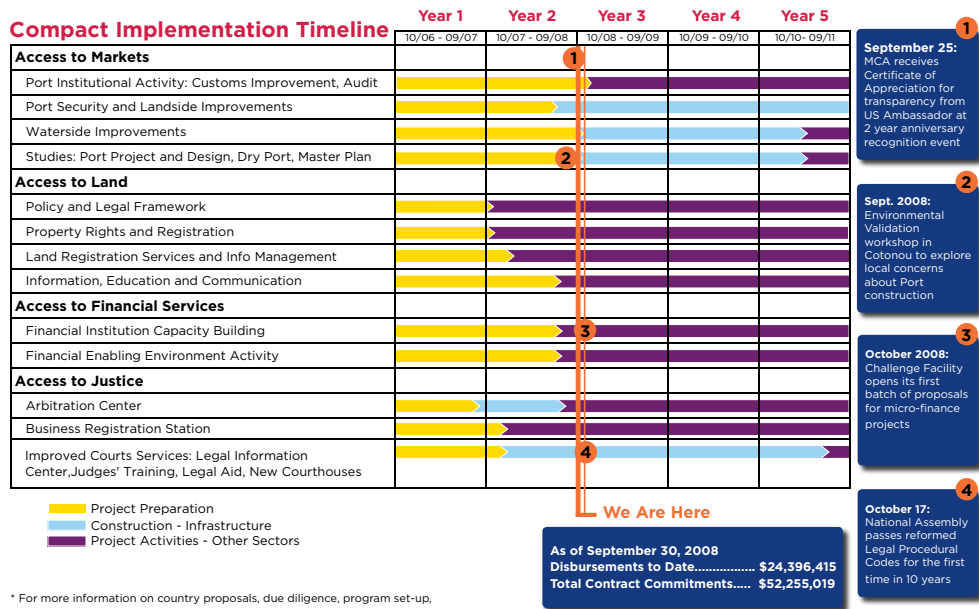 Compact Implementation Timeline
Year 1 Year 2 Year 3 Year 4 Year 5
10/06 - 09/07 10/07 - 09/08 10/08 - 09/09 10/09 - 09/10 10/10- 09/11
Access to Markets
1
Port Institutional Activity: Customs Improvement, Audit
Port Security and Landside Improvements
Waterside Improvements
Studies: Port Project and Design, Dry Port, Master Plan
2
Access to Land
Policy and Legal Framework
Property Rights and Registration
Land Registration Services and Info Management
Information, Education and Communication
Access to Financial Services
Financial Institution Capacity Building
3
Financial Enabling Environment Activity
Access to Justice
Arbitration Center
Business Registration Station
Improved Courts Services: Legal Information
Center,Judges' Training, Legal Aid, New Courthouses
4
Project Preparation
Construction - Infrastructure
Project Activities - Other Sectors
We Are Here
As of September 30, 2008
Disbursements to Date................. $24,396,415
Total Contract Commitments..... $52,255,019
* For more information on country proposals, due diligence, program set-up,
1
September 25:
MCA receives
Certificate of
Appreciation for
transparency from
US Ambassador at
2 year anniversary
recognition event
2
Sept. 2008:
Environmental
Validation
workshop in
Cotonou to explore
local concerns
about Port
construction
3
October 2008:
Challenge Facility
opens its first
batch of proposals
for micro-finance
projects
4
October 17:
National Assembly
passes reformed
Legal Procedural
Codes for the first
time in 10 years